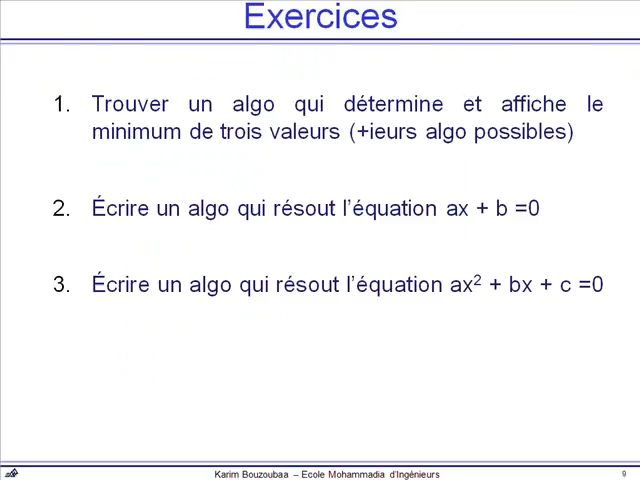 Exercices
1. Trouver un algo qui détermine et affiche le
minimum de trois valeurs (+ieurs algo possibles)
2. Écrire un algo qui résout l’équation ax + b =0
3. Écrire un algo qui résout l’équation ax² + bx + c =0
Karim Bouzoubaa – Ecole Mohammadia d’Ingénieurs
9